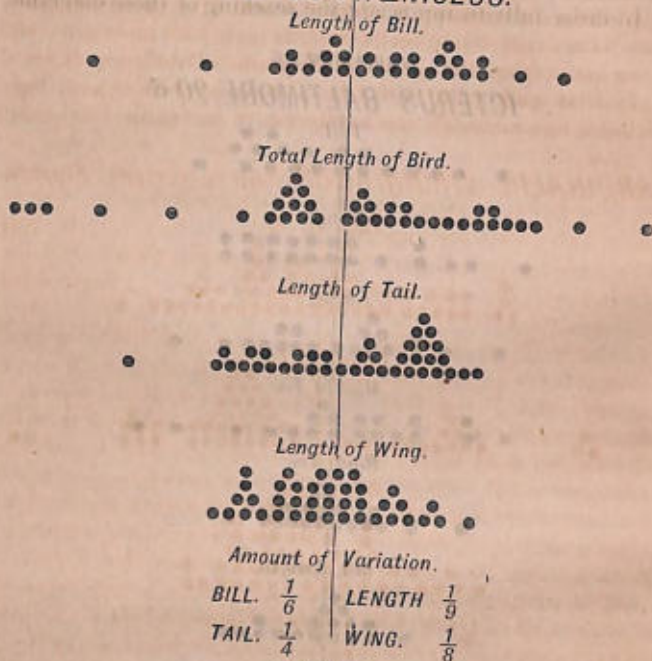 Length of Bill.
Total Length of Bird.
Length of Tail.
Length of Wing.
Amount of Variation.
BILL. 1/6 LENGTH 1/9
TAIL. 1/4 WING. 1/8